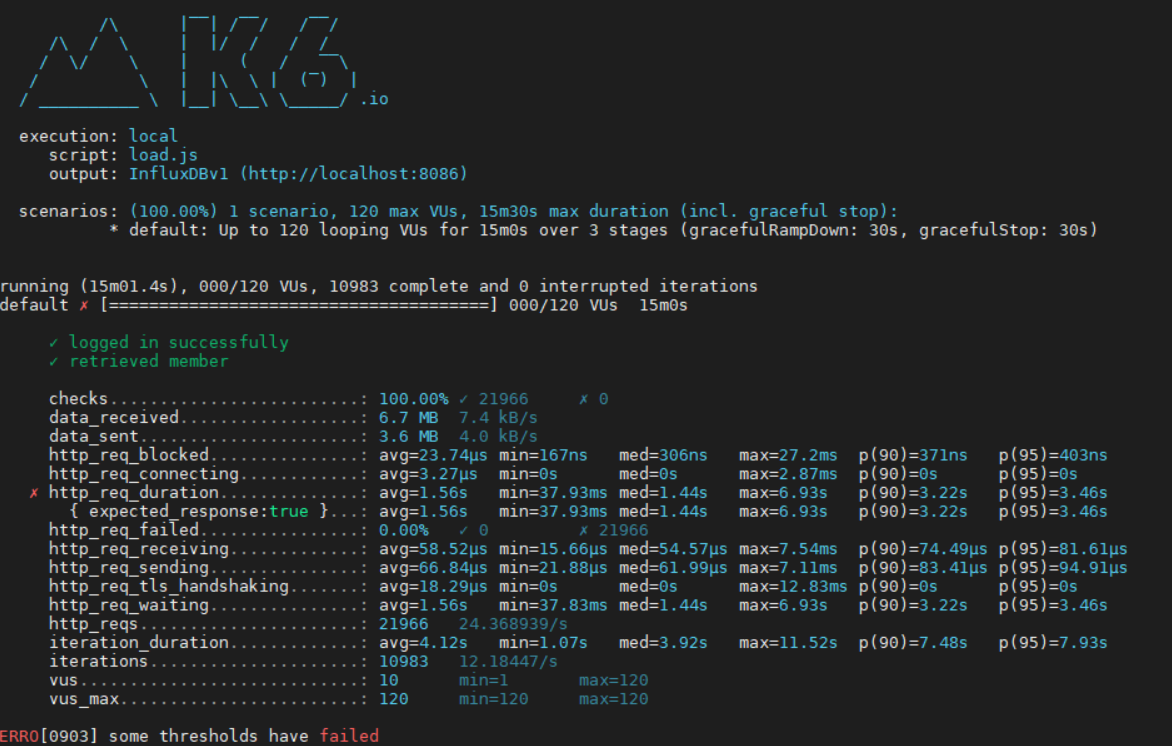 .io
execution: local
script: load.js
output: InfluxDBv1 (http://localhost:8086)
scenarios: (100.00%) 1 scenario, 120 max VUs, 15m30s max duration (incl. graceful stop):
* default: Up to 120 looping VUs for 15m0s over 3 stages (gracefulRampDown: 30s, gracefulStop: 30s)
running (15m01.4s), 000/120 VUs, 10983 complete and 0 interrupted iterations
default ✗ [======================================] 000/120 VUs  15m0s
✓ logged in successfully
✓ retrieved member
checks.........................: 100.00% ✓ 21966     ✗ 0
data_received..................: 6.7 MB  7.4 kB/s
data_sent......................: 3.6 MB  4.0 kB/s
http_req_blocked...............: avg=23.74µs min=167ns   med=306ns   max=27.2ms  p(90)=371ns   p(95)=403ns
http_req_connecting............: avg=3.27µs  min=0s      med=0s      max=2.87ms  p(90)=0s      p(95)=0s
✗ http_req_duration..............: avg=1.56s   min=37.93ms med=1.44s   max=6.93s   p(90)=3.22s   p(95)=3.46s
{ expected_response:true }...: avg=1.56s   min=37.93ms med=1.44s   max=6.93s   p(90)=3.22s   p(95)=3.46s
http_req_failed................: 0.00%   ✓ 0         ✗ 21966
http_req_receiving.............: avg=58.52µs min=15.66µs med=54.57µs max=7.54ms  p(90)=74.49µs p(95)=81.61µs
http_req_sending...............: avg=66.84µs min=21.88µs med=61.99µs max=7.11ms  p(90)=83.41µs p(95)=94.91µs
http_req_tls_handshaking.......: avg=18.29µs min=0s      med=0s      max=12.83ms p(90)=0s      p(95)=0s
http_req_waiting...............: avg=1.56s   min=37.83ms med=1.44s   max=6.93s   p(90)=3.22s   p(95)=3.46s
http_reqs......................: 21966   24.368939/s
iteration_duration.............: avg=4.12s   min=1.07s   med=3.92s   max=11.52s  p(90)=7.48s   p(95)=7.93s
iterations.....................: 10983   12.18447/s
vus............................: 10      min=1       max=120
vus_max........................: 120     min=120     max=120
ERRO[0903] some thresholds have failed